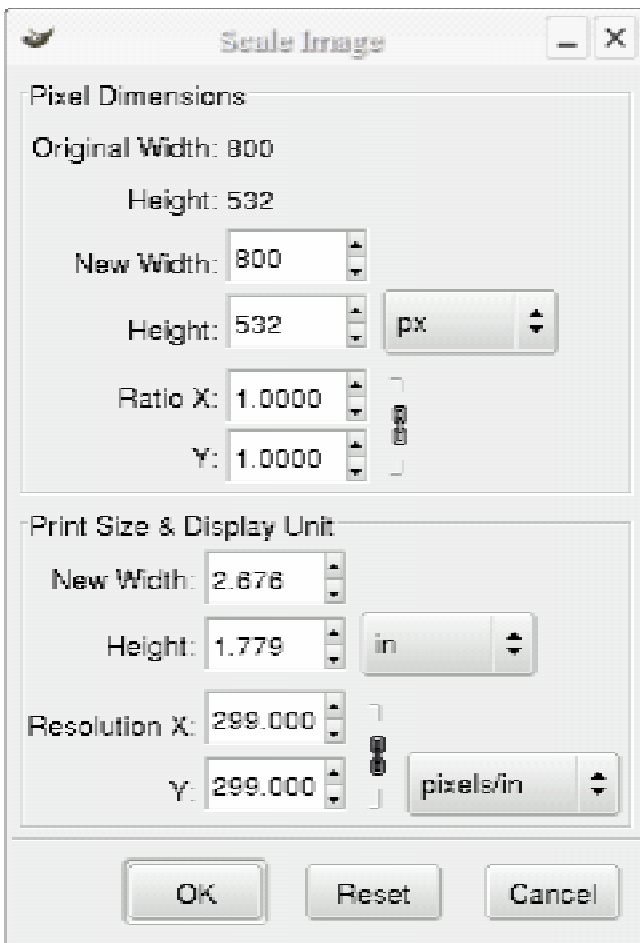 Scale Image
Pixel Dimensions
Original Width: 800
Height: 532
New Width: 800
Height: 532 px
Ratio X: 1.0000
Y: 1.0000
Print Size & Display Unit
New Width: 2.676
Height: 1.779 in
Resolution X: 299.000
Y: 299.000 pixels/in
OK Reset Cancel